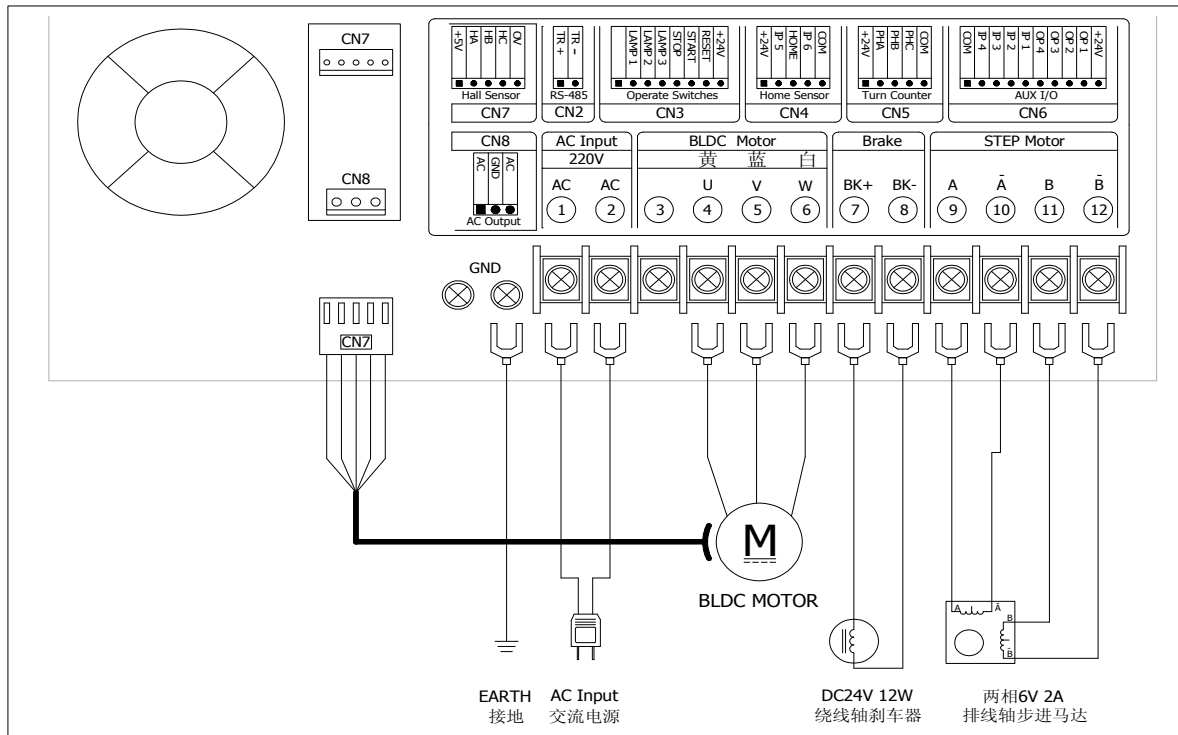 CN7
CN8
+5V
HA
HB
HC
OV
Hall Sensor
CN7
TR +
TR -
RS-485
CN2
LAMP 1
LAMP 2
LAMP 3
STOP
START
RESET
+24V
Operate Switches
CN3
+24V
IP 5
HOME
IP 6
COM
Home Sensor
CN4
+24V
PHA
PHB
PHC
COM
Turn Counter
CN5
COM
IP 4
IP 3
IP 2
IP 1
OP 4
OP 3
OP 2
OP 1
+24V
AUX I/O
CN6
CN8
AC
GND
AC
AC Output
AC Input
220V
AC AC
1 2
BLDC Motor
黄 蓝 白
U V W
3 4 5 6
Brake
BK+ BK-
7 8
STEP Motor
A Ā B B̄
9 10 11 12
GND
CN7
M
BLDC MOTOR
A Ā
B
B̄
EARTH
接地
AC Input
交流电源
DC24V 12W
绕线轴刹车器
两相6V 2A
排线轴步进马达